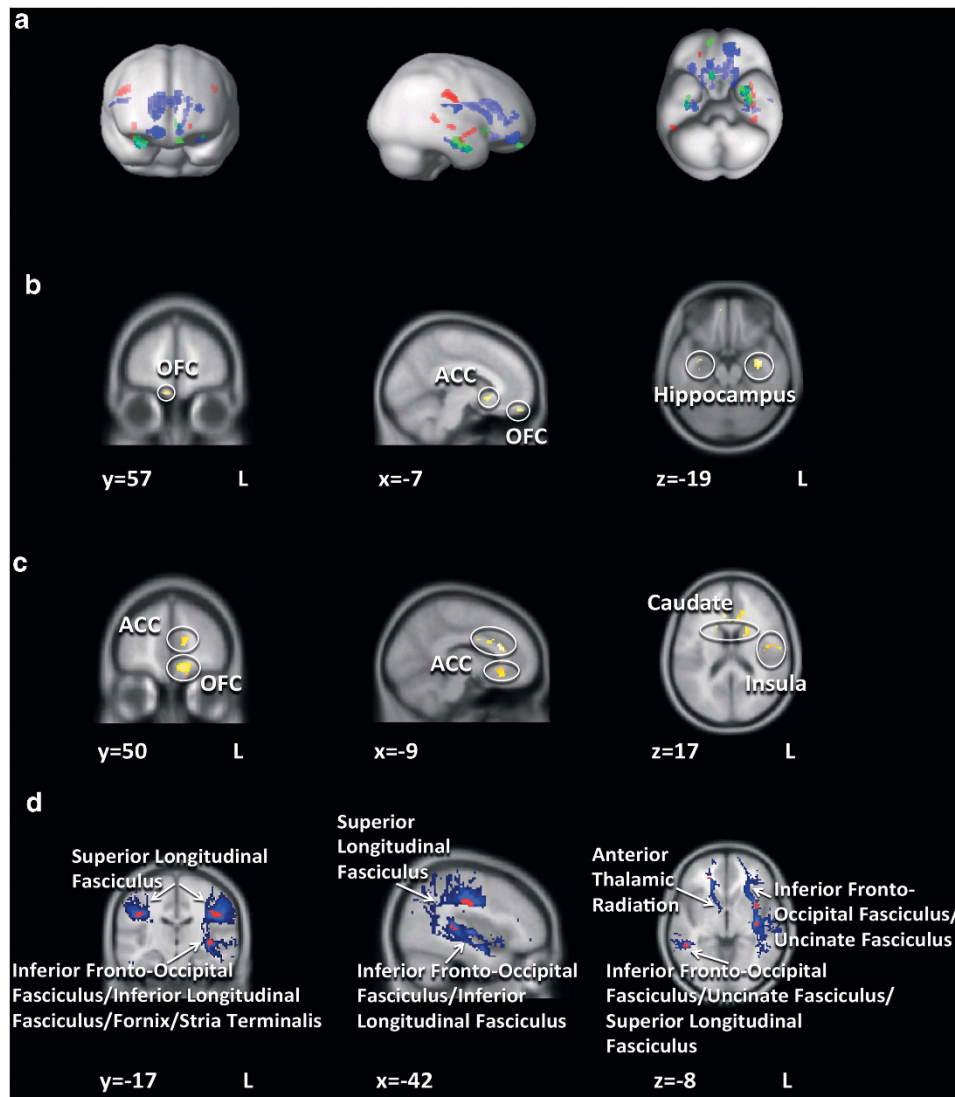 a
b
OFC
ACC
OFC
Hippocampus
y=57 L
x=-7
z=-19 L
c
ACC
OFC
ACC
Caudate
Insula
y=50 L
x=-9
z=17 L
d
Superior Longitudinal
Fasciculus
Inferior Fronto-Occipital
Fasciculus/Inferior Longitudinal
Fasciculus/Fornix/Stria Terminalis
Superior
Longitudinal
Fasciculus
Inferior Fronto-Occipital
Fasciculus/Inferior
Longitudinal Fasciculus
Anterior
Thalamic
Radiation
Inferior Fronto-
Occipital Fasciculus/
Uncinate Fasciculus
Inferior Fronto-Occipital
Fasciculus/Uncinate Fasciculus/
Superior Longitudinal
Fasciculus
y=-17 L
x=-42
z=-8 L